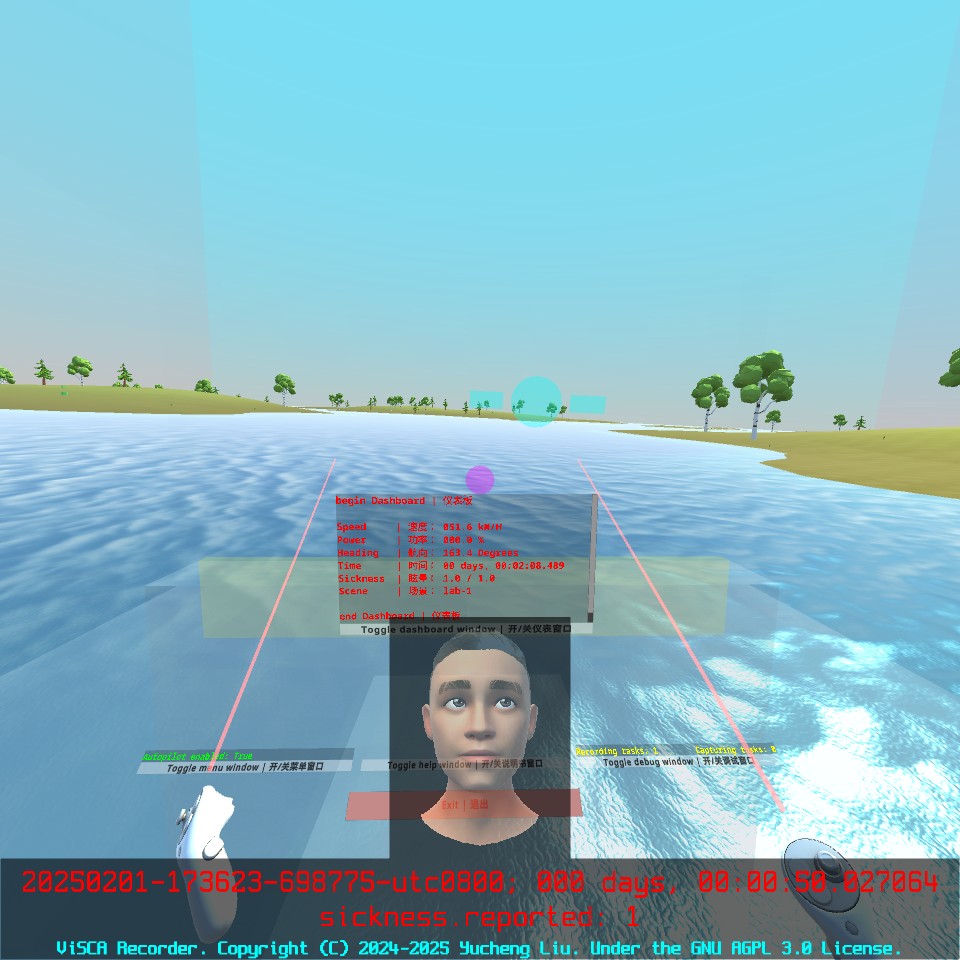 begin Dashboard | 仪表板
Speed | 速度: 051.6 kM/H
Power | 功率: 000.0 %
Heading | 航向: 163.4 Degrees
Time | 时间: 00 days, 00:02:08.489
Sickness | 眩晕: 1.0 / 1.0
Scene | 场景: lab-1
end Dashboard | 仪表板
Toggle dashboard window | 开/关仪表窗口
Autopilot enabled: True
Toggle menu window | 开/关菜单窗口
Toggle help window | 开/关说明书窗口
Recording tasks: 1 Capturing tasks: 0
Toggle debug window | 开/关调试窗口
Exit | 退出
20250201-173623-698775-utc0800; 000 days, 00:00:50.027064
sickness.reported: 1
ViSCA Recorder. Copyright (C) 2024-2025 Yucheng Liu. Under the GNU AGPL 3.0 License.